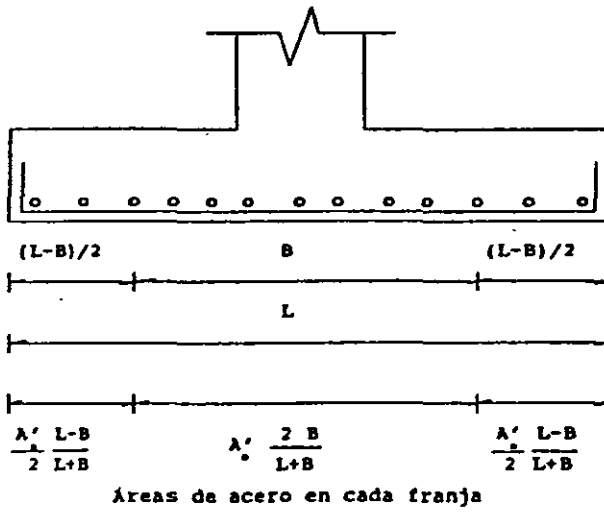 (L-B)/2 B (L-B)/2
L
A's/2 L-B/L+B A's 2 B/L+B A's/2 L-B/L+B
Áreas de acero en cada franja